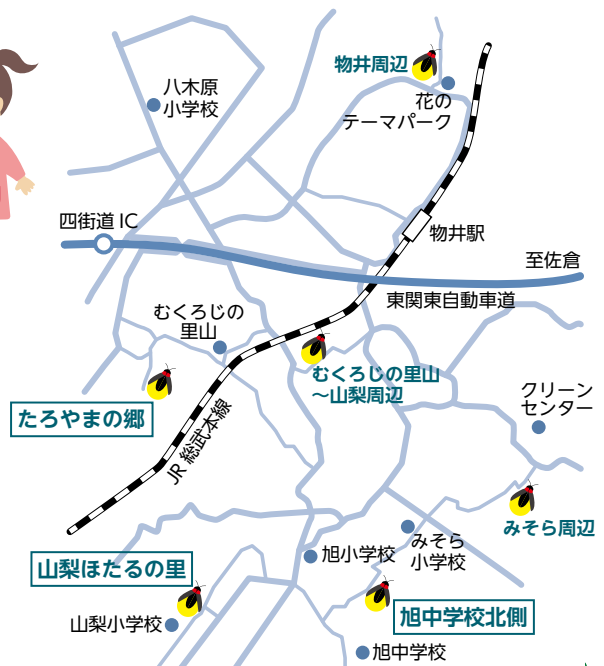 物井周辺
八木原
小学校
花の
テーマパーク
四街道 IC
物井駅
至佐倉
東関東自動車道
むくろじの
里山
むくろじの里山
～山梨周辺
クリーン
センター
たろやまの郷
JR 総武本線
みそら周辺
みそら
小学校
旭小学校
山梨ほたるの里
旭中学校北側
山梨小学校
旭中学校